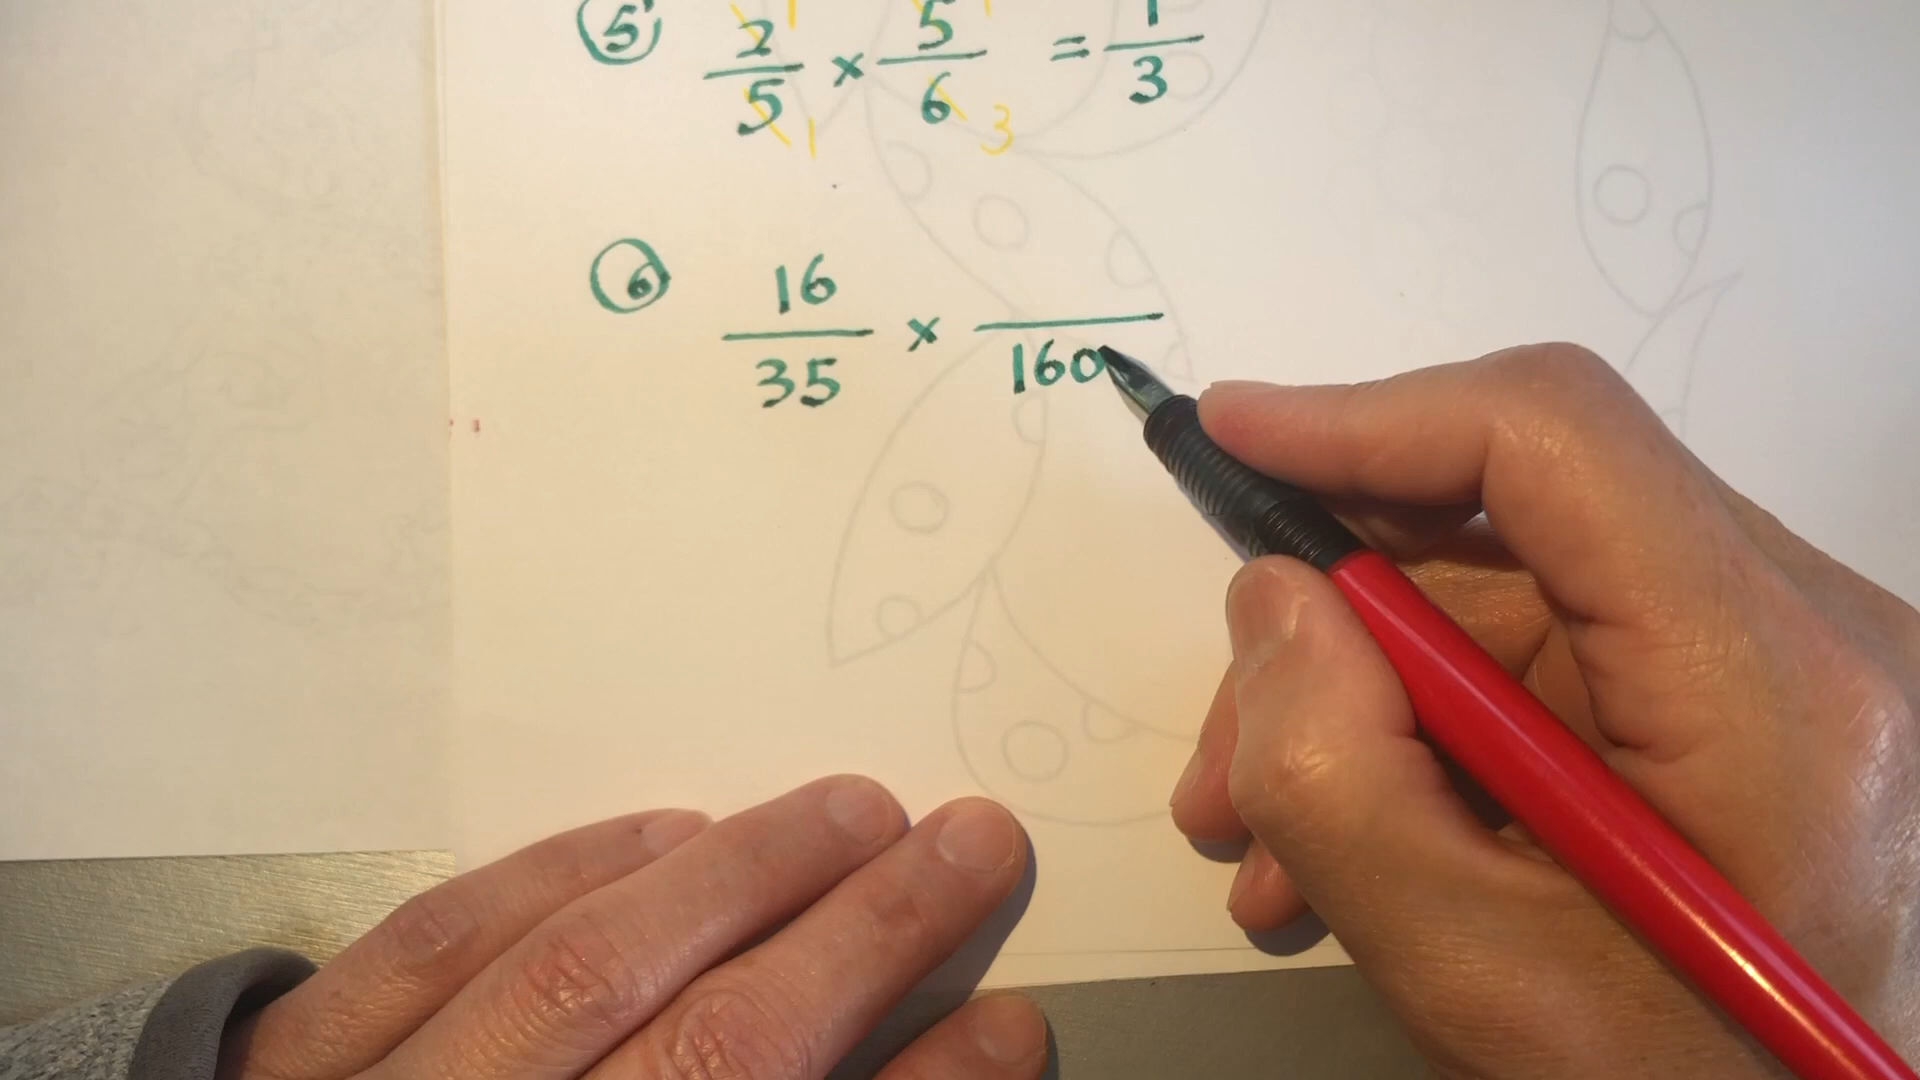 ⑤ 2/5 × 5/6 = 1/3
1 1
1 3
⑥ 16/35 × /160